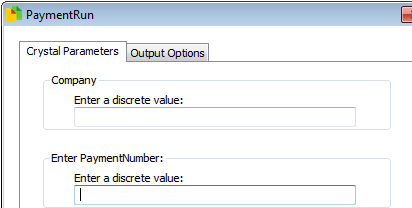 PaymentRun
Crystal Parameters
Output Options
Company
Enter a discrete value:
Enter PaymentNumber:
Enter a discrete value: